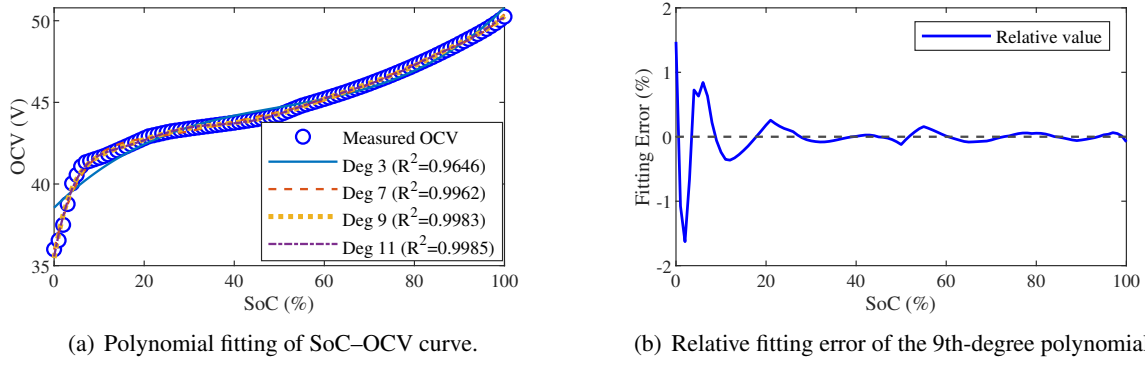 50
45
40
35
OCV (V)
Measured OCV
Deg 3 (R²=0.9646)
Deg 7 (R²=0.9962)
Deg 9 (R²=0.9983)
Deg 11 (R²=0.9985)
0 20 40 60 80 100
SoC (%)
(a) Polynomial fitting of SoC–OCV curve.
2
1
0
-1
-2
Fitting Error (%)
Relative value
0 20 40 60 80 100
SoC (%)
(b) Relative fitting error of the 9th-degree polynomial